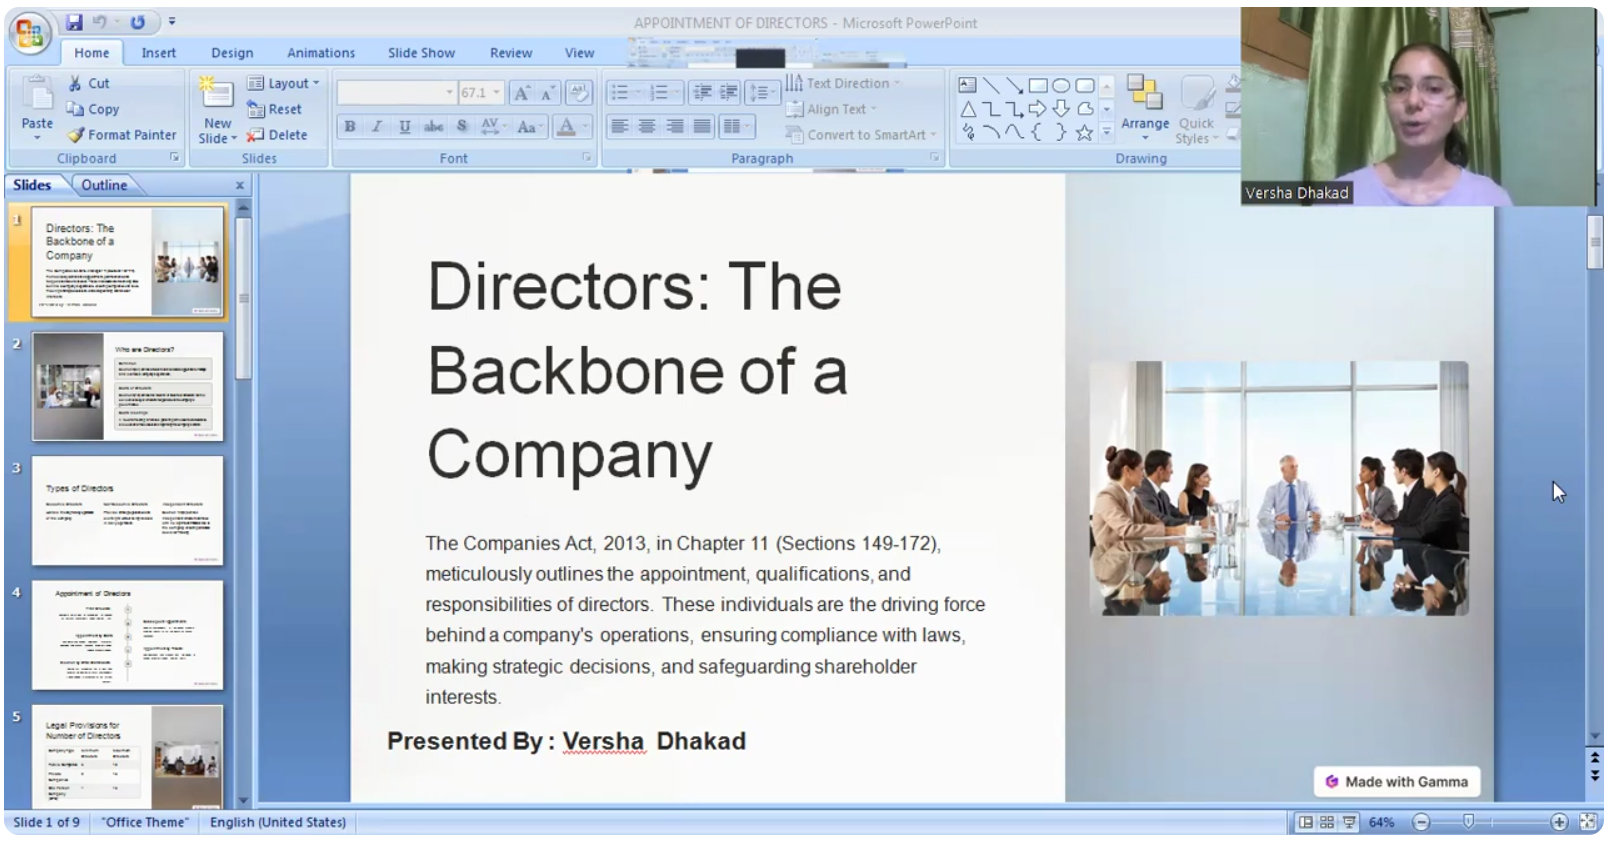 APPOINTMENT OF DIRECTORS - Microsoft PowerPoint
Home Insert Design Animations Slide Show Review View
Paste
Cut
Copy
Format Painter
Clipboard
New Slide
Layout
Reset
Delete
Slides
67.1
Font
Text Direction
Align Text
Convert to SmartArt
Paragraph
Arrange
Quick Styles
Drawing
Versha Dhakad
Slides Outline
1
Directors: The
Backbone of a
Company
2
Who are Directors?
3
Types of Directors
4
Appointment of Directors
5
Legal Provisions for
Number of Directors
Directors: The
Backbone of a
Company
The Companies Act, 2013, in Chapter 11 (Sections 149-172),
meticulously outlines the appointment, qualifications, and
responsibilities of directors. These individuals are the driving force
behind a company's operations, ensuring compliance with laws,
making strategic decisions, and safeguarding shareholder
interests.
Presented By : Versha Dhakad
Made with Gamma
Slide 1 of 9 "Office Theme" English (United States) 64%